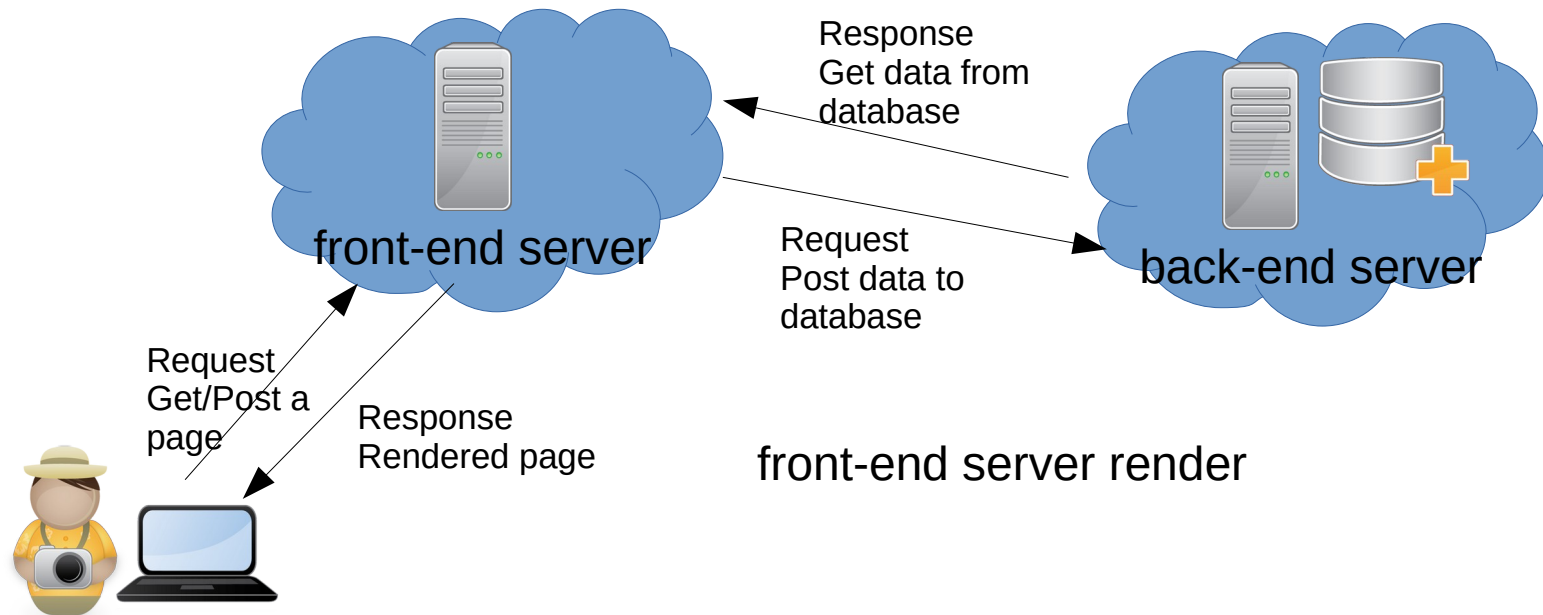 Response
Get data from
database
front-end server
Request
Post data to
database
back-end server
Request
Get/Post a
page
Response
Rendered page
front-end server render